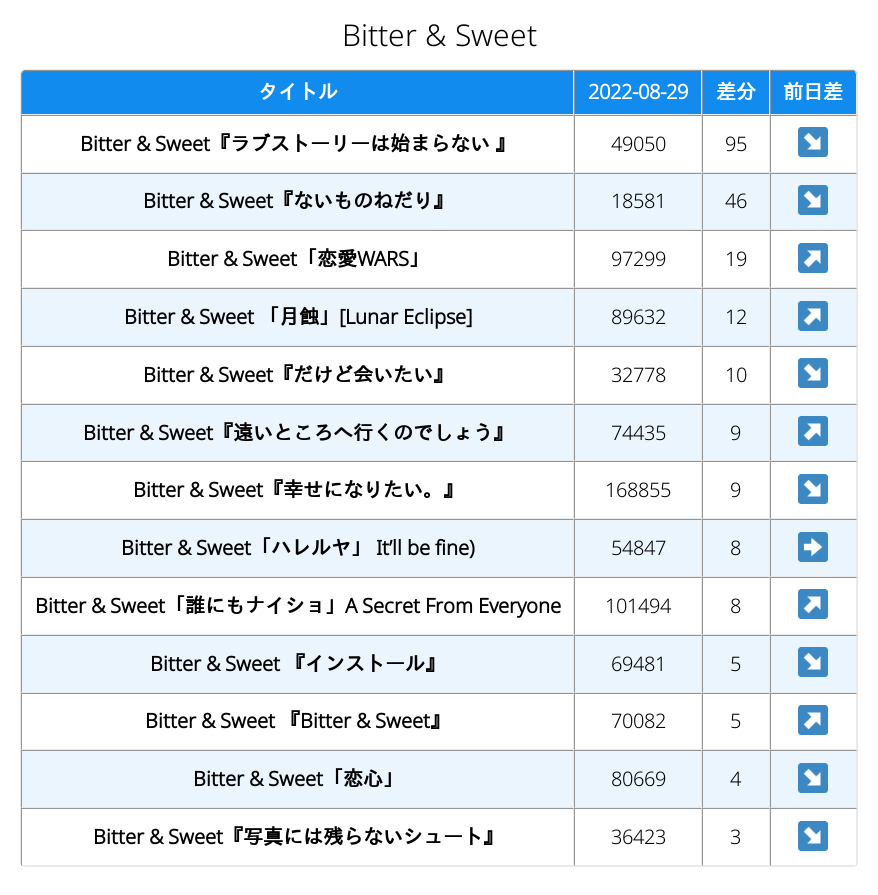 Bitter & Sweet
タイトル 2022-08-29 差分 前日差
Bitter & Sweet『ラブストーリーは始まらない 』 49050 95 ↘
Bitter & Sweet『ないものねだり』 18581 46 ↘
Bitter & Sweet「恋愛WARS」 97299 19 ↗
Bitter & Sweet 「月蝕」[Lunar Eclipse] 89632 12 ↗
Bitter & Sweet『だけど会いたい』 32778 10 ↘
Bitter & Sweet『遠いところへ行くのでしょう』 74435 9 ↗
Bitter & Sweet『幸せになりたい。』 168855 9 ↘
Bitter & Sweet「ハレルヤ」 It’ll be fine) 54847 8 ➡
Bitter & Sweet「誰にもナイショ」A Secret From Everyone 101494 8 ↗
Bitter & Sweet 『インストール』 69481 5 ↘
Bitter & Sweet 『Bitter & Sweet』 70082 5 ↗
Bitter & Sweet「恋心」 80669 4 ↘
Bitter & Sweet『写真には残らないシュート』 36423 3 ↘